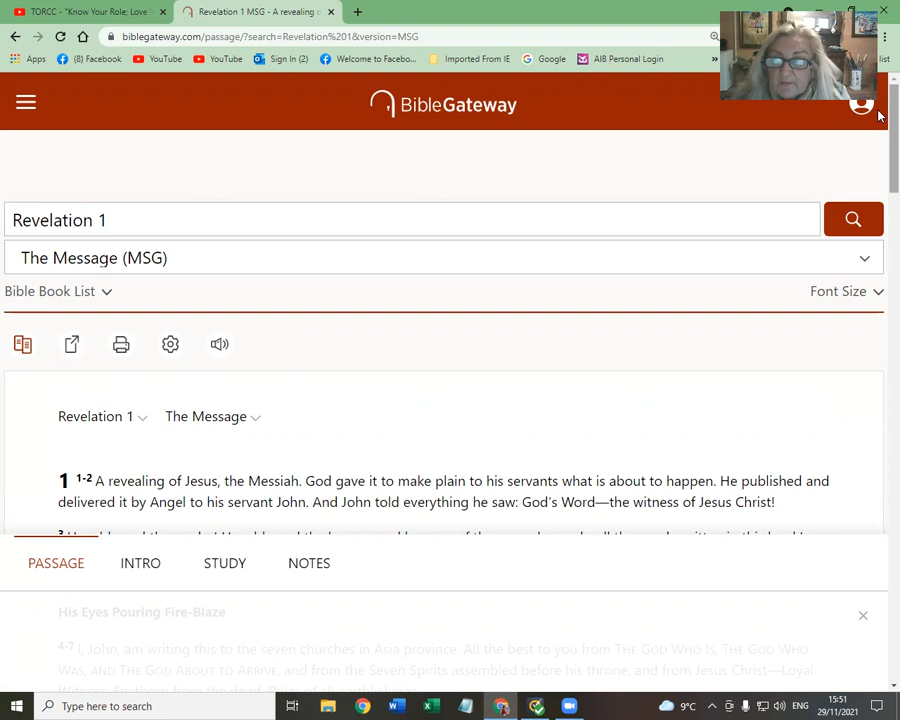 TORCC - "Know Your Role; Love
Revelation 1 MSG - A revealing o
biblegateway.com/passage/?search=Revelation%201&version=MSG
Apps (8) Facebook YouTube YouTube Sign In (2) Welcome to Facebo... Imported From IE Google AIB Personal Login » list
BibleGateway
Revelation 1
The Message (MSG)
Bible Book List Font Size
Revelation 1 The Message
1 1-2 A revealing of Jesus, the Messiah. God gave it to make plain to his servants what is about to happen. He published and
delivered it by Angel to his servant John. And John told everything he saw: God's Word—the witness of Jesus Christ!
PASSAGE INTRO STUDY NOTES
His Eyes Pouring Fire-Blaze
4-7 I, John, am writing this to the seven churches in Asia province: All the best to you from THE GOD WHO IS, THE GOD WHO
WAS, AND THE GOD ABOUT TO ARRIVE, and from the Seven Spirits assembled before his throne, and from Jesus Christ—Loyal
Type here to search 9°C ENG 15:51
29/11/2021